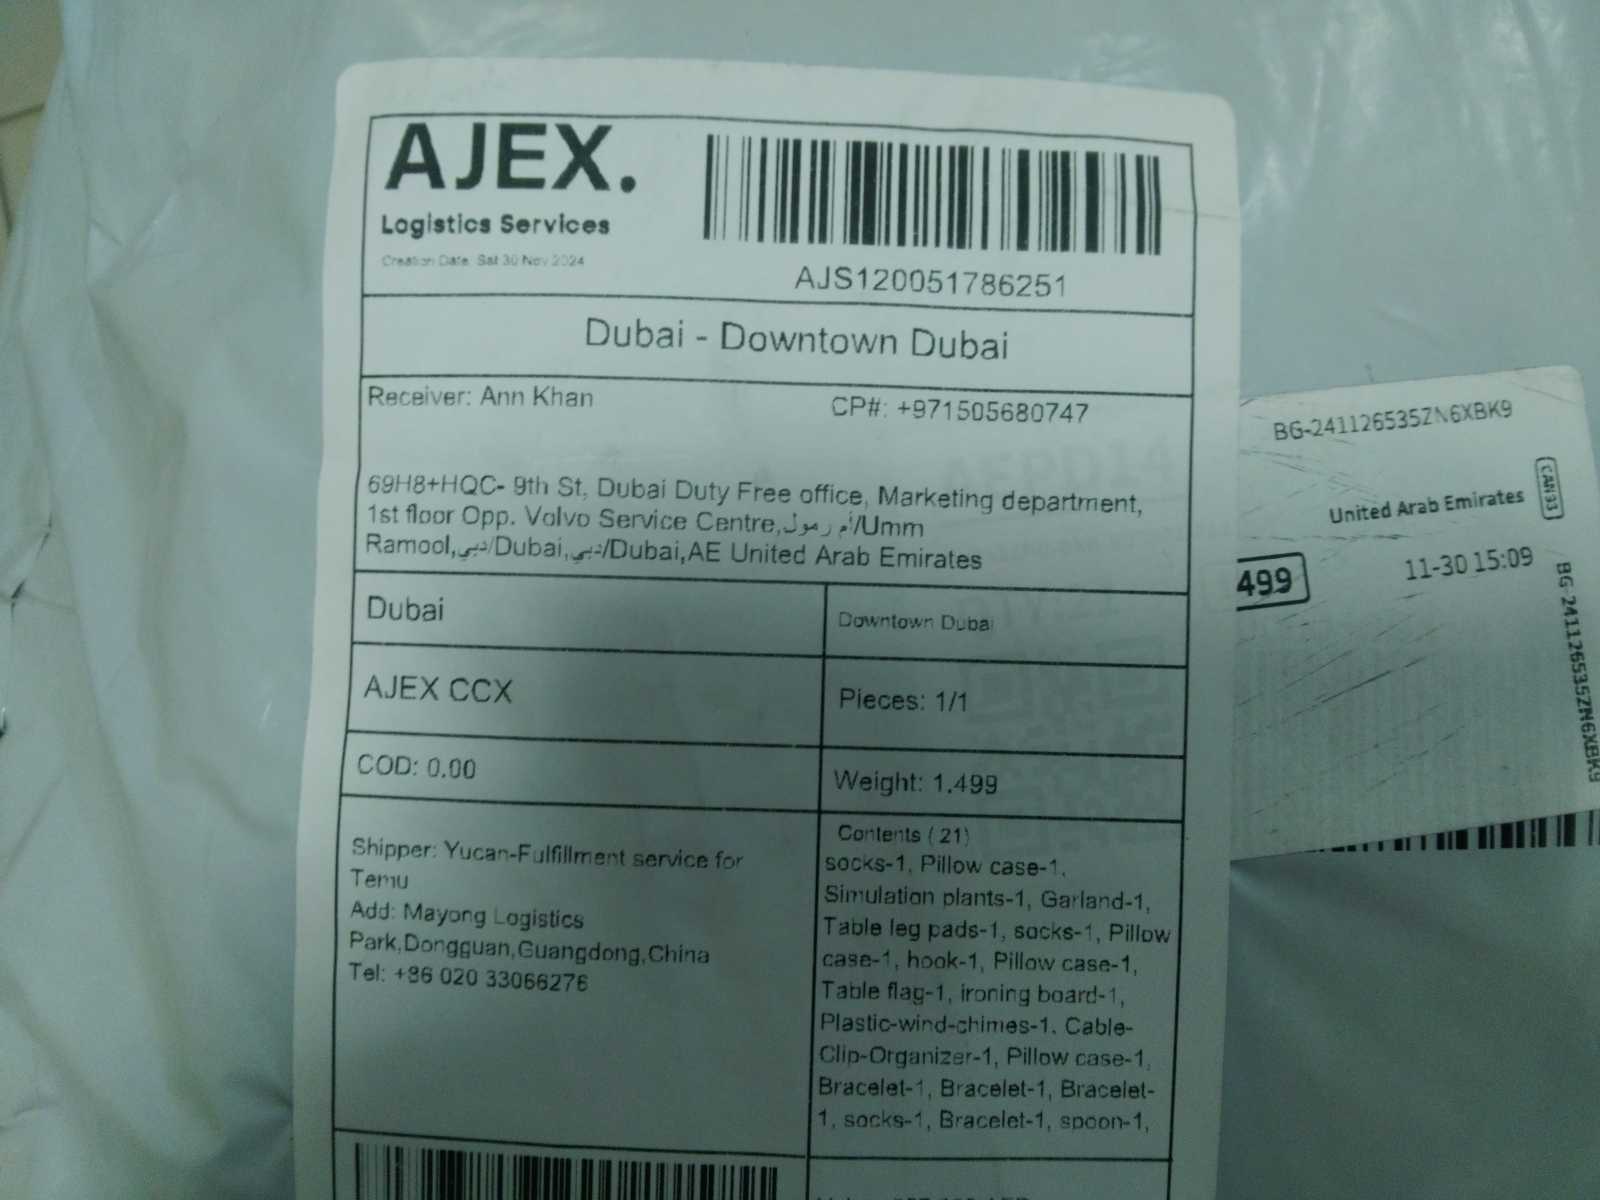 AJEX.
Logistics Services
Creation Date: Sat 30 Nov 2024
AJS120051786251
Dubai - Downtown Dubai
Receiver: Ann Khan
CP#: +971505680747
69H8+HQC- 9th St, Dubai Duty Free office, Marketing department,
1st floor Opp. Volvo Service Centre,أم رمول/Umm
Ramool,دبي/Dubai,دبي/Dubai,AE United Arab Emirates
Dubai
Downtown Dubai
AJEX CCX
Pieces: 1/1
COD: 0.00
Weight: 1.499
Shipper: Yucan-Fulfillment service for
Temu
Add: Mayong Logistics
Park,Dongguan,Guangdong,China
Tel: +86 020 33066276
Contents ( 21)
socks-1, Pillow case-1,
Simulation plants-1, Garland-1,
Table leg pads-1, socks-1, Pillow
case-1, hook-1, Pillow case-1,
Table flag-1, ironing board-1,
Plastic-wind-chimes-1, Cable-
Clip-Organizer-1, Pillow case-1,
Bracelet-1, Bracelet-1, Bracelet-
1, socks-1, Bracelet-1, spoon-1,
BG-241126535ZN6XBK9
CAN33
United Arab Emirates
499
11-30 15:09
BG-241126535ZN6XBK9